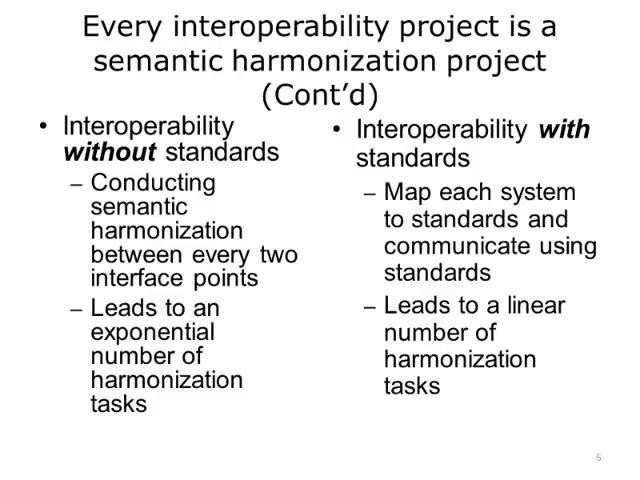 Every interoperability project is a
semantic harmonization project
(Cont’d)
• Interoperability
without standards
– Conducting
semantic
harmonization
between every two
interface points
– Leads to an
exponential
number of
harmonization
tasks
• Interoperability with
standards
– Map each system
to standards and
communicate using
standards
– Leads to a linear
number of
harmonization
tasks
5